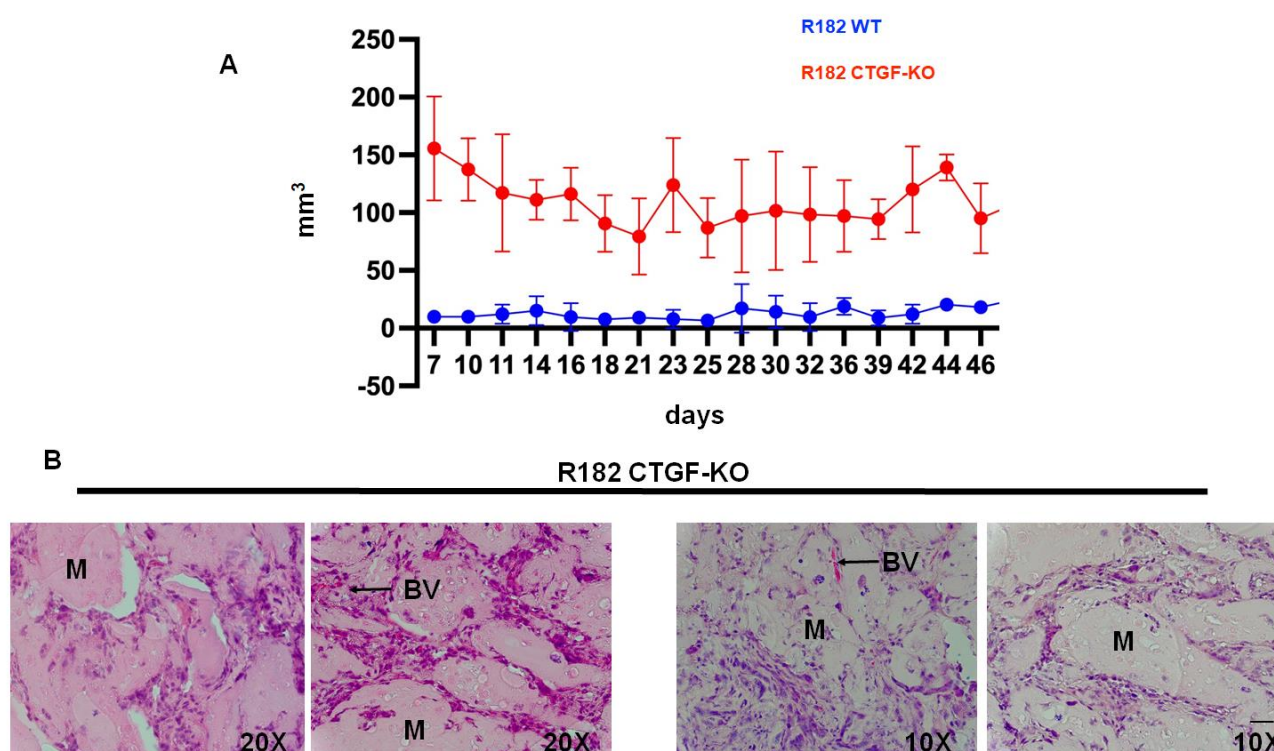 A
R182 WT
R182 CTGF-KO
250
200
150
100
50
0
-50
mm³
7 10 11 14 16 18 21 23 25 28 30 32 36 39 42 44 46
days
B
R182 CTGF-KO
M
20X
BV
M
20X
BV
M
10X
M
10X